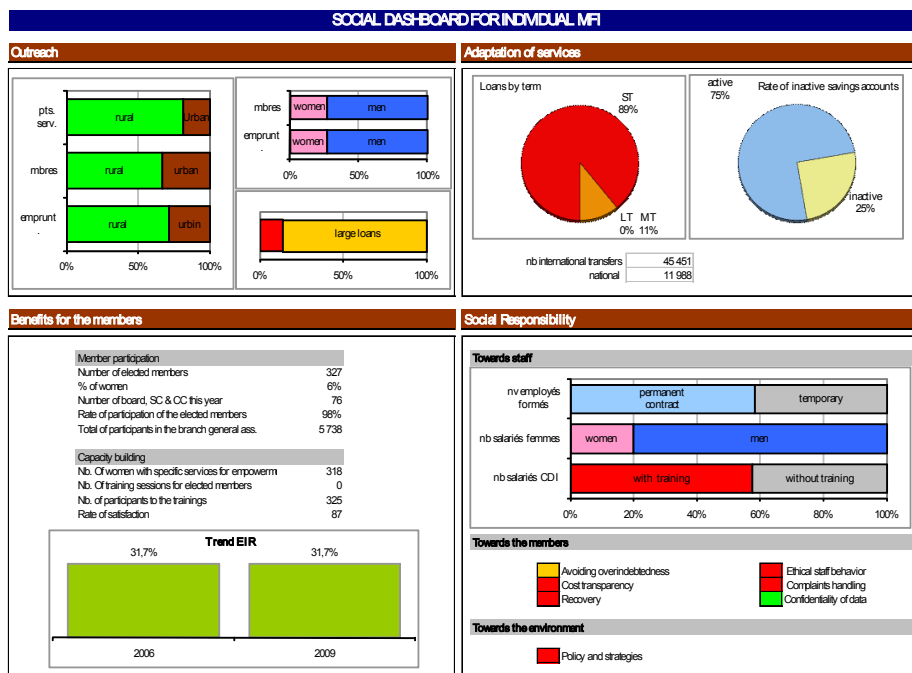 SOCIAL DASHBOARD FOR INDIVIDUAL MFI
Outreach
pts. serv.
rural
Urban
mbres
rural
urban
emprunt.
rural
urbin
0% 50% 100%
mbres
women
men
emprunt.
women
men
0% 50% 100%
large loans
0% 50% 100%
Adaptation of services
Loans by term
ST
89%
LT
0%
MT
11%
active
75%
Rate of inactive savings accounts
inactive
25%
nb international transfers 45 451
national 11 988
Benefits for the members
Member participation
Number of elected members 327
% of women 6%
Number of board, SC & CC this year 76
Rate of participation of the elected members 98%
Total of participants in the branch general ass. 5 738
Capacity building
Nb. Of women with specific services for empowerm 318
Nb. Of training sessions for elected members 0
Nb. of participants to the trainings 325
Rate of satisfaction 87
Trend EIR
31,7% 31,7%
2006 2009
Social Responsibility
Towards staff
nv employés
formés
permanent
contract
temporary
nb salariés femmes
women
men
nb salariés CDI
with training
without training
0% 20% 40% 60% 80% 100%
Towards the members
Avoiding overindebtedness
Cost transparency
Recovery
Ethical staff behavior
Complaints handling
Confidentiality of data
Towards the environment
Policy and strategies